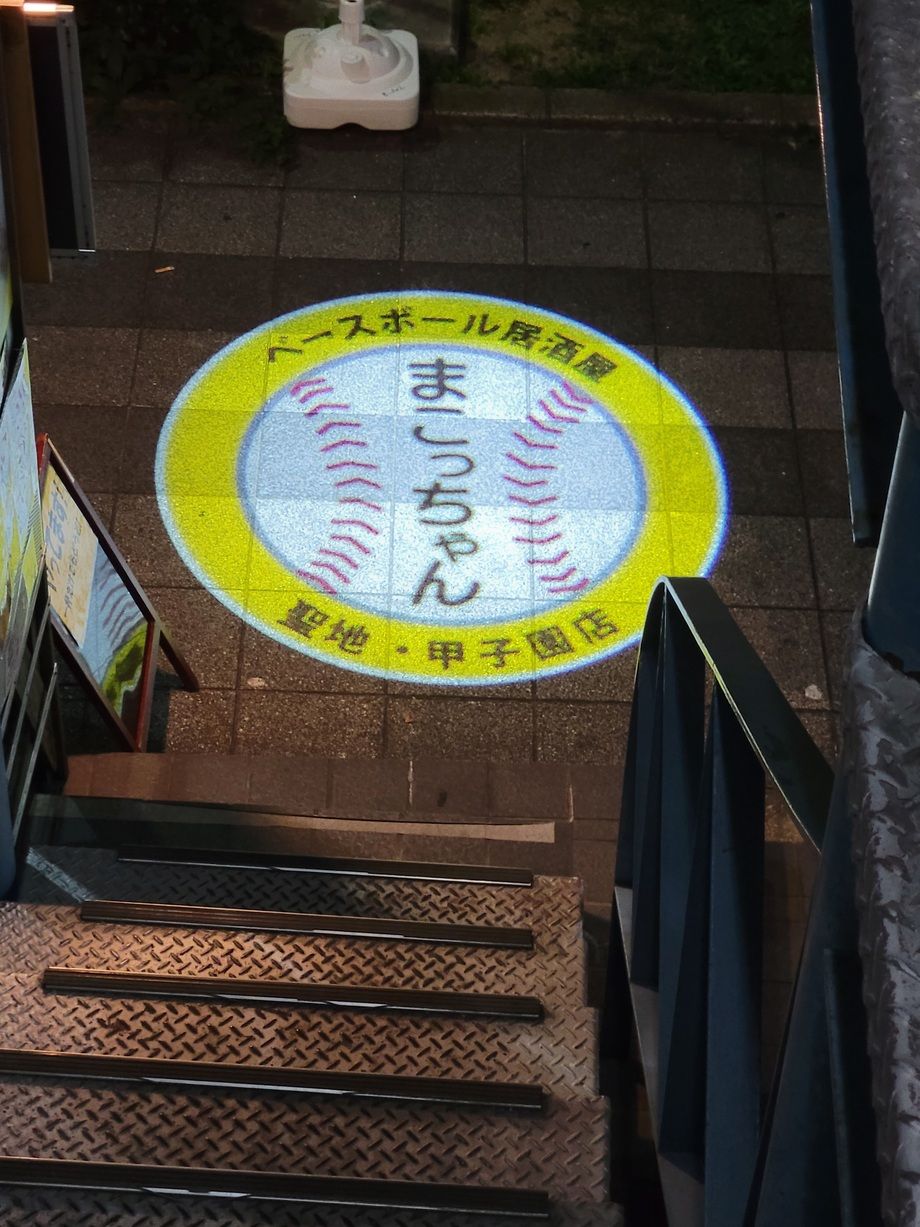 ベースボール居酒屋
まこっちゃん
聖地・甲子園店